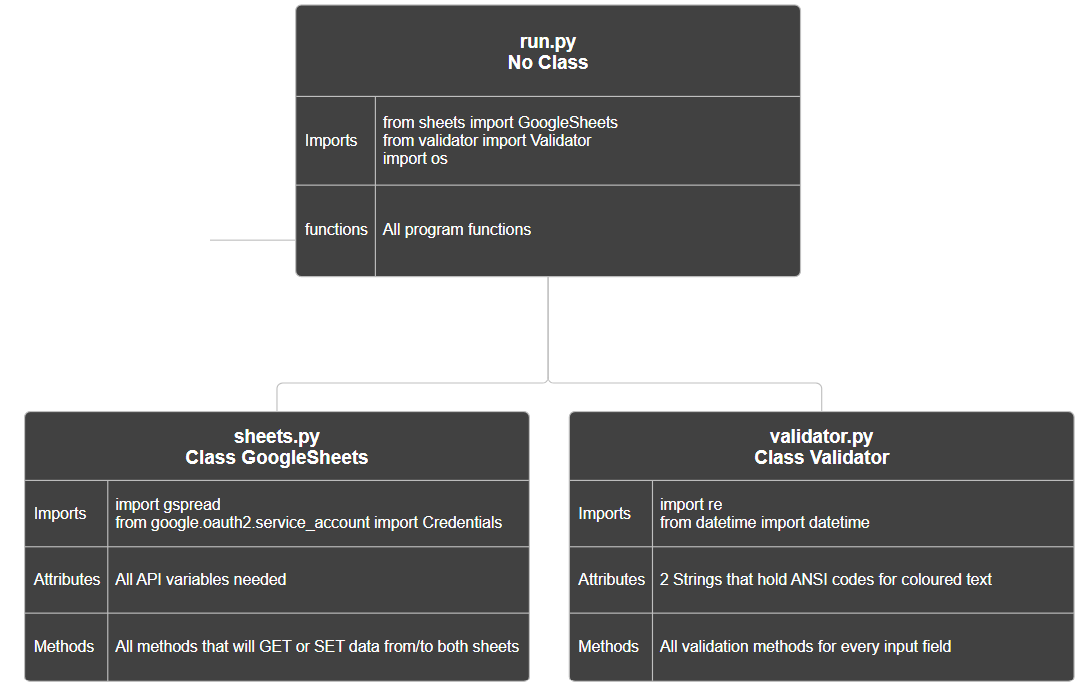 run.py
No Class
Imports
from sheets import GoogleSheets
from validator import Validator
import os
functions
All program functions
sheets.py
Class GoogleSheets
Imports
import gspread
from google.oauth2.service_account import Credentials
Attributes
All API variables needed
Methods
All methods that will GET or SET data from/to both sheets
validator.py
Class Validator
Imports
import re
from datetime import datetime
Attributes
2 Strings that hold ANSI codes for coloured text
Methods
All validation methods for every input field